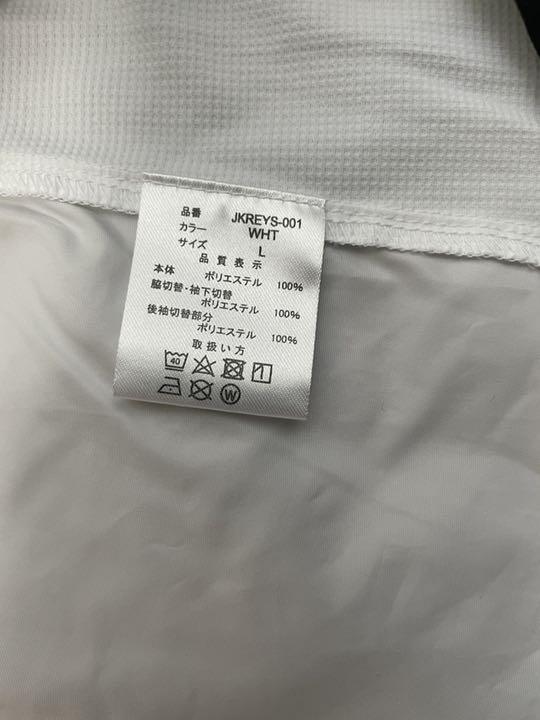 品番 JKREYS-001
カラー WHT
サイズ L
品質表示
本体 ポリエステル 100%
脇切替・袖下切替
ポリエステル 100%
後袖切替部分
ポリエステル 100%
取扱い方
40
W